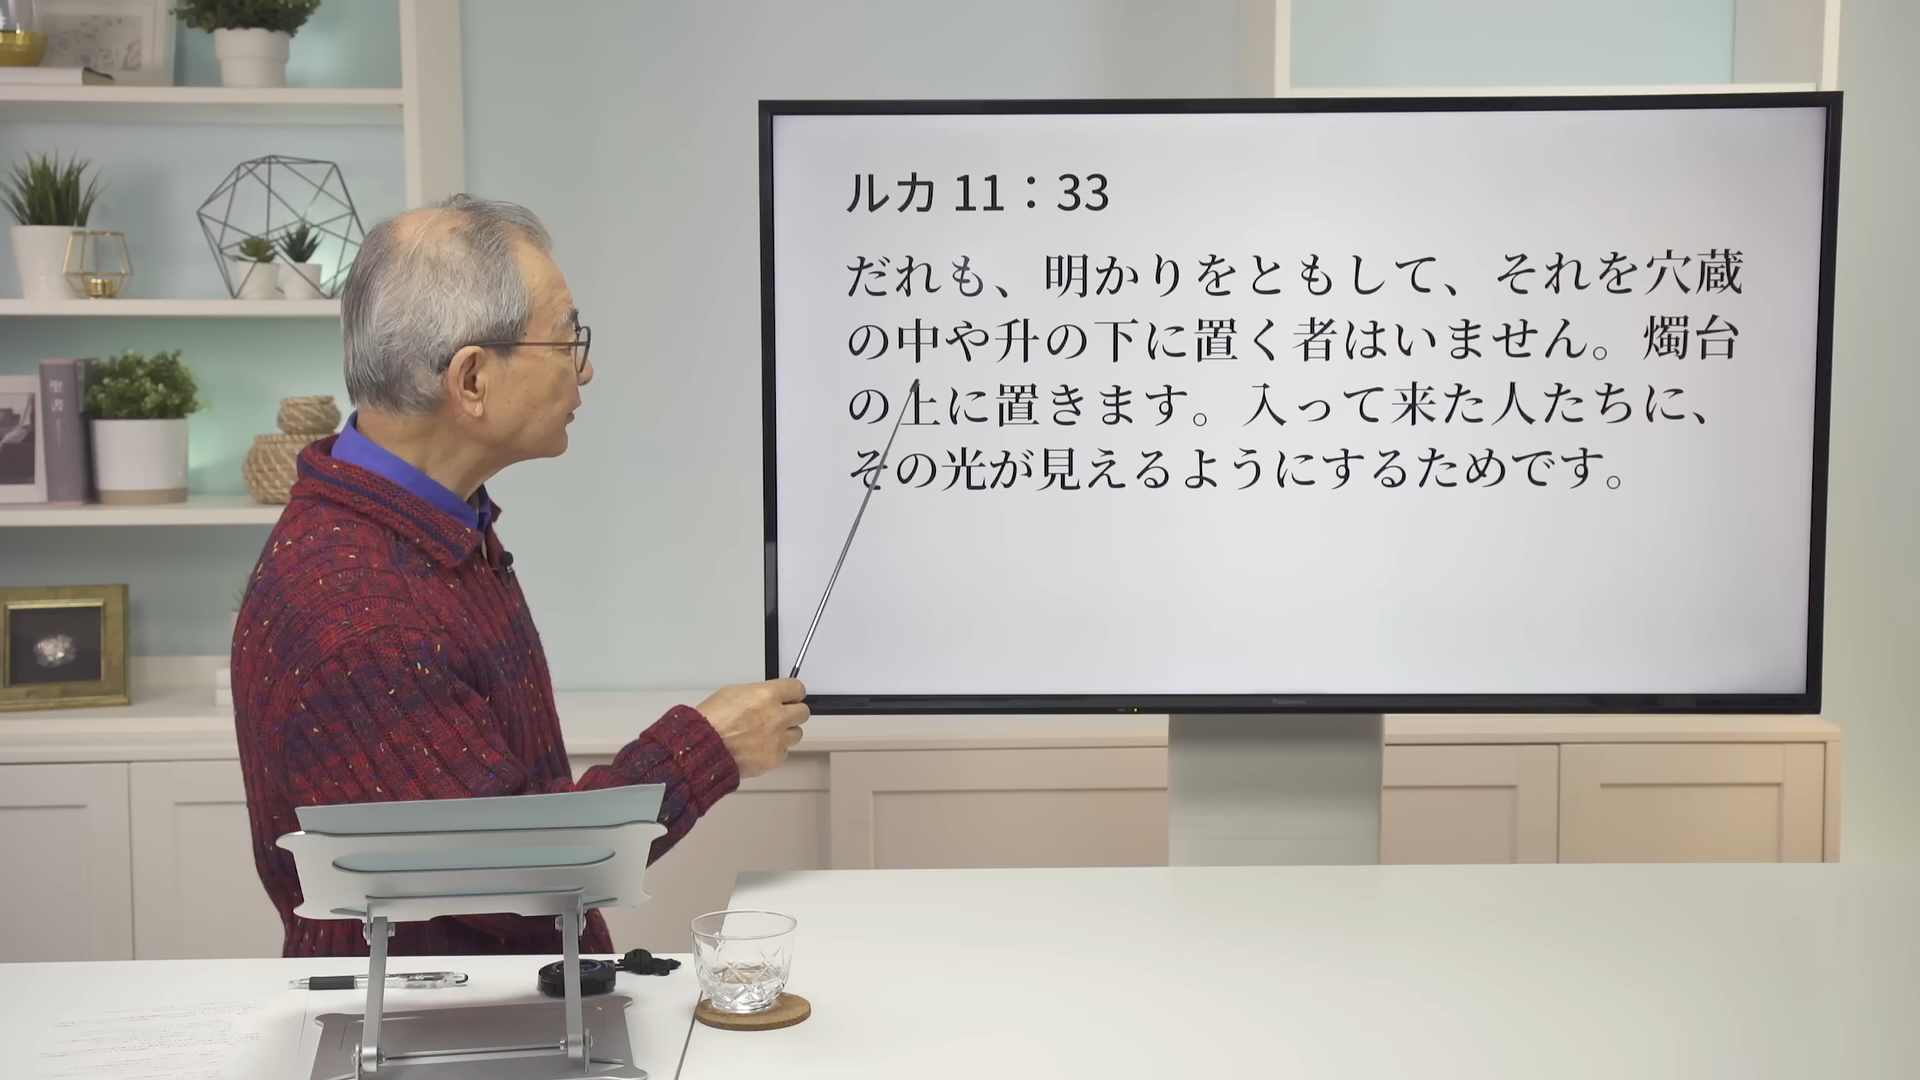 ルカ 11：33
だれも、明かりをともして、それを穴蔵
の中や升の下に置く者はいません。燭台
の上に置きます。入って来た人たちに、
その光が見えるようにするためです。
聖書
Panasonic